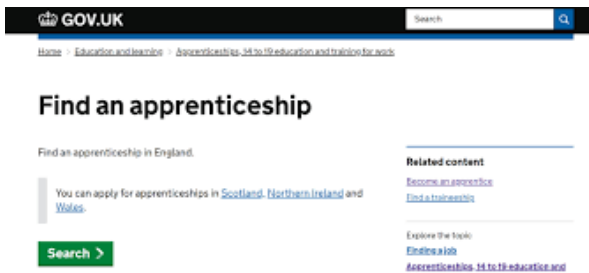 GOV.UK
Search
Home > Education and learning > Apprenticeships, 14 to 19 education and training for work
Find an apprenticeship
Find an apprenticeship in England.
You can apply for apprenticeships in Scotland, Northern Ireland and
Wales.
Search >
Related content
Become an apprentice
Find a traineeship
Explore the topic
Finding a job
Apprenticeships, 14 to 19 education and